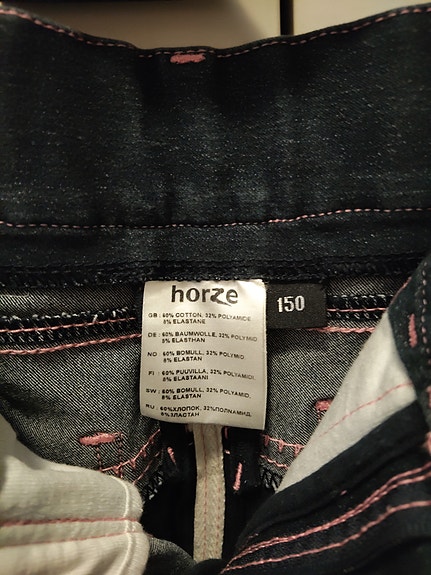 horze
150
GB : 60% COTTON, 32% POLYAMIDE
8% ELASTANE
DE : 60% BAUMWOLLE, 32% POLYMID
8% ELASTHAN
NO : 60% BOMULL, 32% POLYAMID.
8% ELASTAN
FI : 60% PUUVILLA, 32% POLYAMID.
8% ELASTAANI
SW : 60% BOMULL, 32% POLYAMID.
8% ELASTAN
RU : 60%ХЛОПОК, 32%ПОЛИАМИД.
8% ЭЛАСТАН